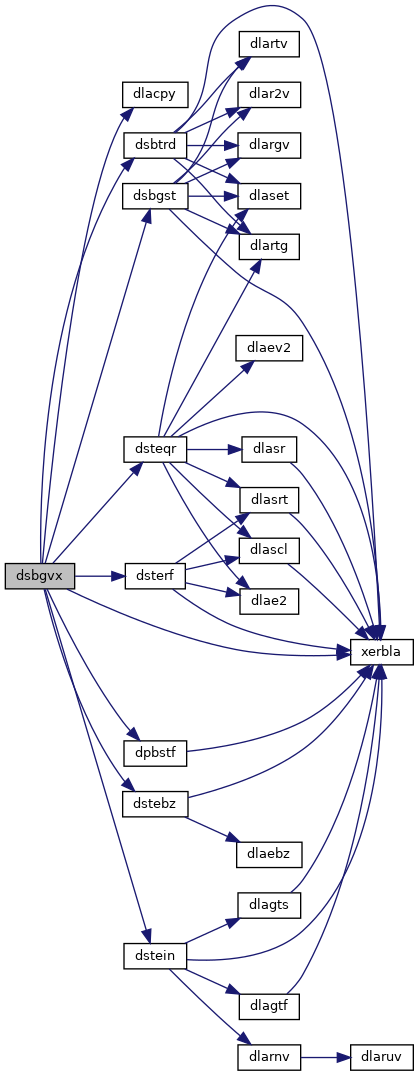 dlartv
dlacpy
dlar2v
dsbtrd
dlargv
dsbgst
dlaset
dlartg
dlaev2
dsteqr
dlasr
dlasrt
dlascl
dsbgvx
dsterf
dlae2
xerbla
dpbstf
dstebz
dlaebz
dlagts
dstein
dlagtf
dlarnv
dlaruv